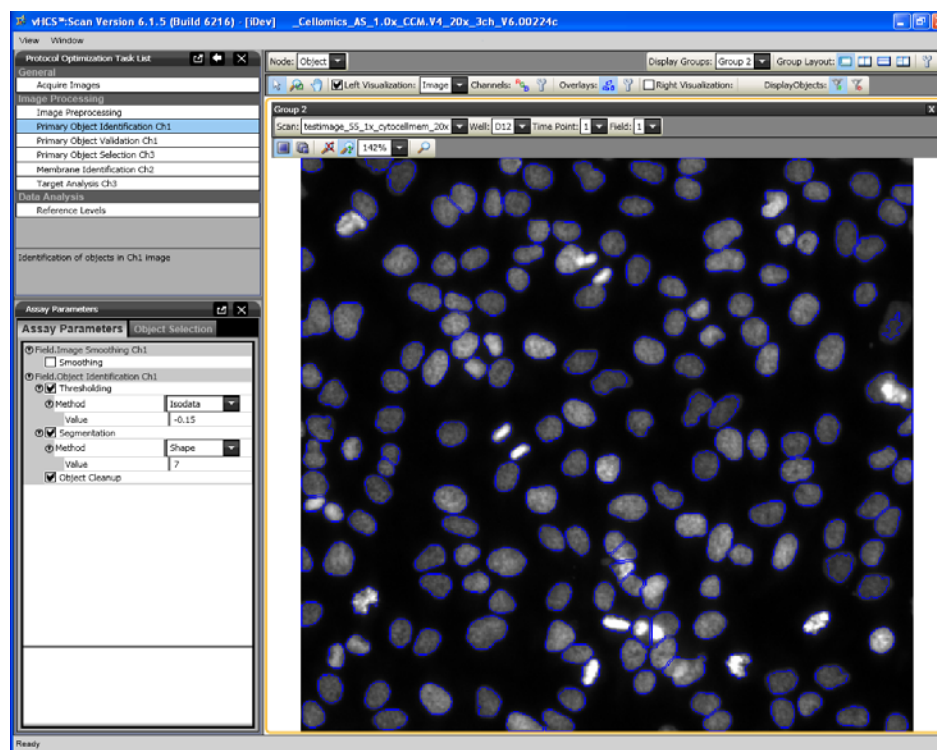 vHCS™:Scan Version 6.1.5 (Build 6216) - [iDev] _Cellomics_AS_1.0x_CCM.V4_20x_3ch_V6.00224c
View Window
Protocol Optimization Task List
General
Acquire Images
Image Processing
Image Preprocessing
Primary Object Identification Ch1
Primary Object Validation Ch1
Primary Object Selection Ch3
Membrane Identification Ch2
Target Analysis Ch3
Data Analysis
Reference Levels
Identification of objects in Ch1 image
Assay Parameters
Assay Parameters Object Selection
Field.Image Smoothing Ch1
Smoothing
Field.Object Identification Ch1
Thresholding
Method Isodata
Value -0.15
Segmentation
Method Shape
Value 7
Object Cleanup
Node: Object Display Groups: Group 2 Group Layout:
Left Visualization: Image Channels: Overlays: Right Visualization: DisplayObjects:
Group 2 X
Scan: testimage_55_1x_cytocellmem_20x Well: O12 Time Point: 1 Field: 1
142%
Ready